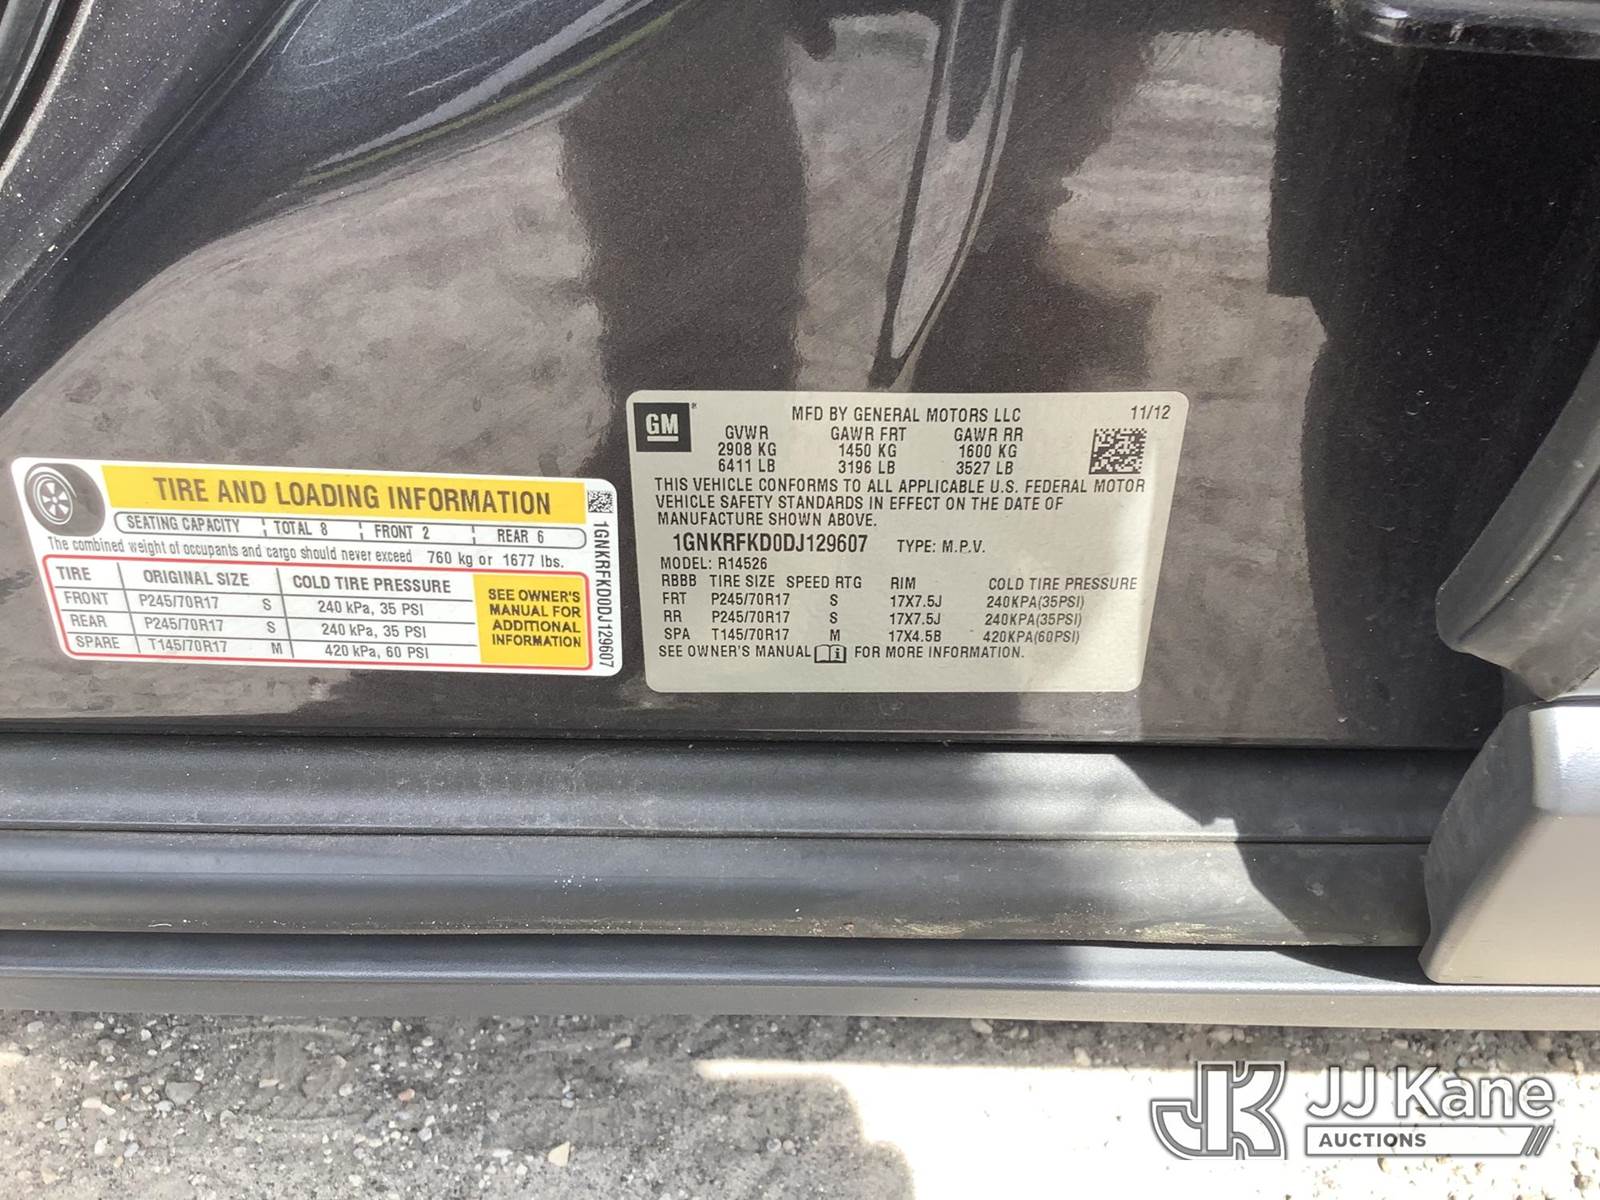 TIRE AND LOADING INFORMATION
SEATING CAPACITY TOTAL 8 FRONT 2 REAR 6
The combined weight of occupants and cargo should never exceed 760 kg or 1677 lbs.
TIRE ORIGINAL SIZE COLD TIRE PRESSURE
FRONT P245/70R17 S 240 kPa, 35 PSI
REAR P245/70R17 S 240 kPa, 35 PSI
SPARE T145/70R17 M 420 kPa, 60 PSI
SEE OWNER'S
MANUAL FOR
ADDITIONAL
INFORMATION
1GNKRFKD0DJ129607
GM®
MFD BY GENERAL MOTORS LLC 11/12
GVWR GAWR FRT GAWR RR
2908 KG 1450 KG 1600 KG
6411 LB 3196 LB 3527 LB
THIS VEHICLE CONFORMS TO ALL APPLICABLE U.S. FEDERAL MOTOR
VEHICLE SAFETY STANDARDS IN EFFECT ON THE DATE OF
MANUFACTURE SHOWN ABOVE.
1GNKRFKD0DJ129607 TYPE: M.P.V.
MODEL: R14526
RBBB TIRE SIZE SPEED RTG RIM COLD TIRE PRESSURE
FRT P245/70R17 S 17X7.5J 240KPA(35PSI)
RR P245/70R17 S 17X7.5J 240KPA(35PSI)
SPA T145/70R17 M 17X4.5B 420KPA(60PSI)
SEE OWNER'S MANUAL i FOR MORE INFORMATION.
JK JJ Kane
AUCTIONS